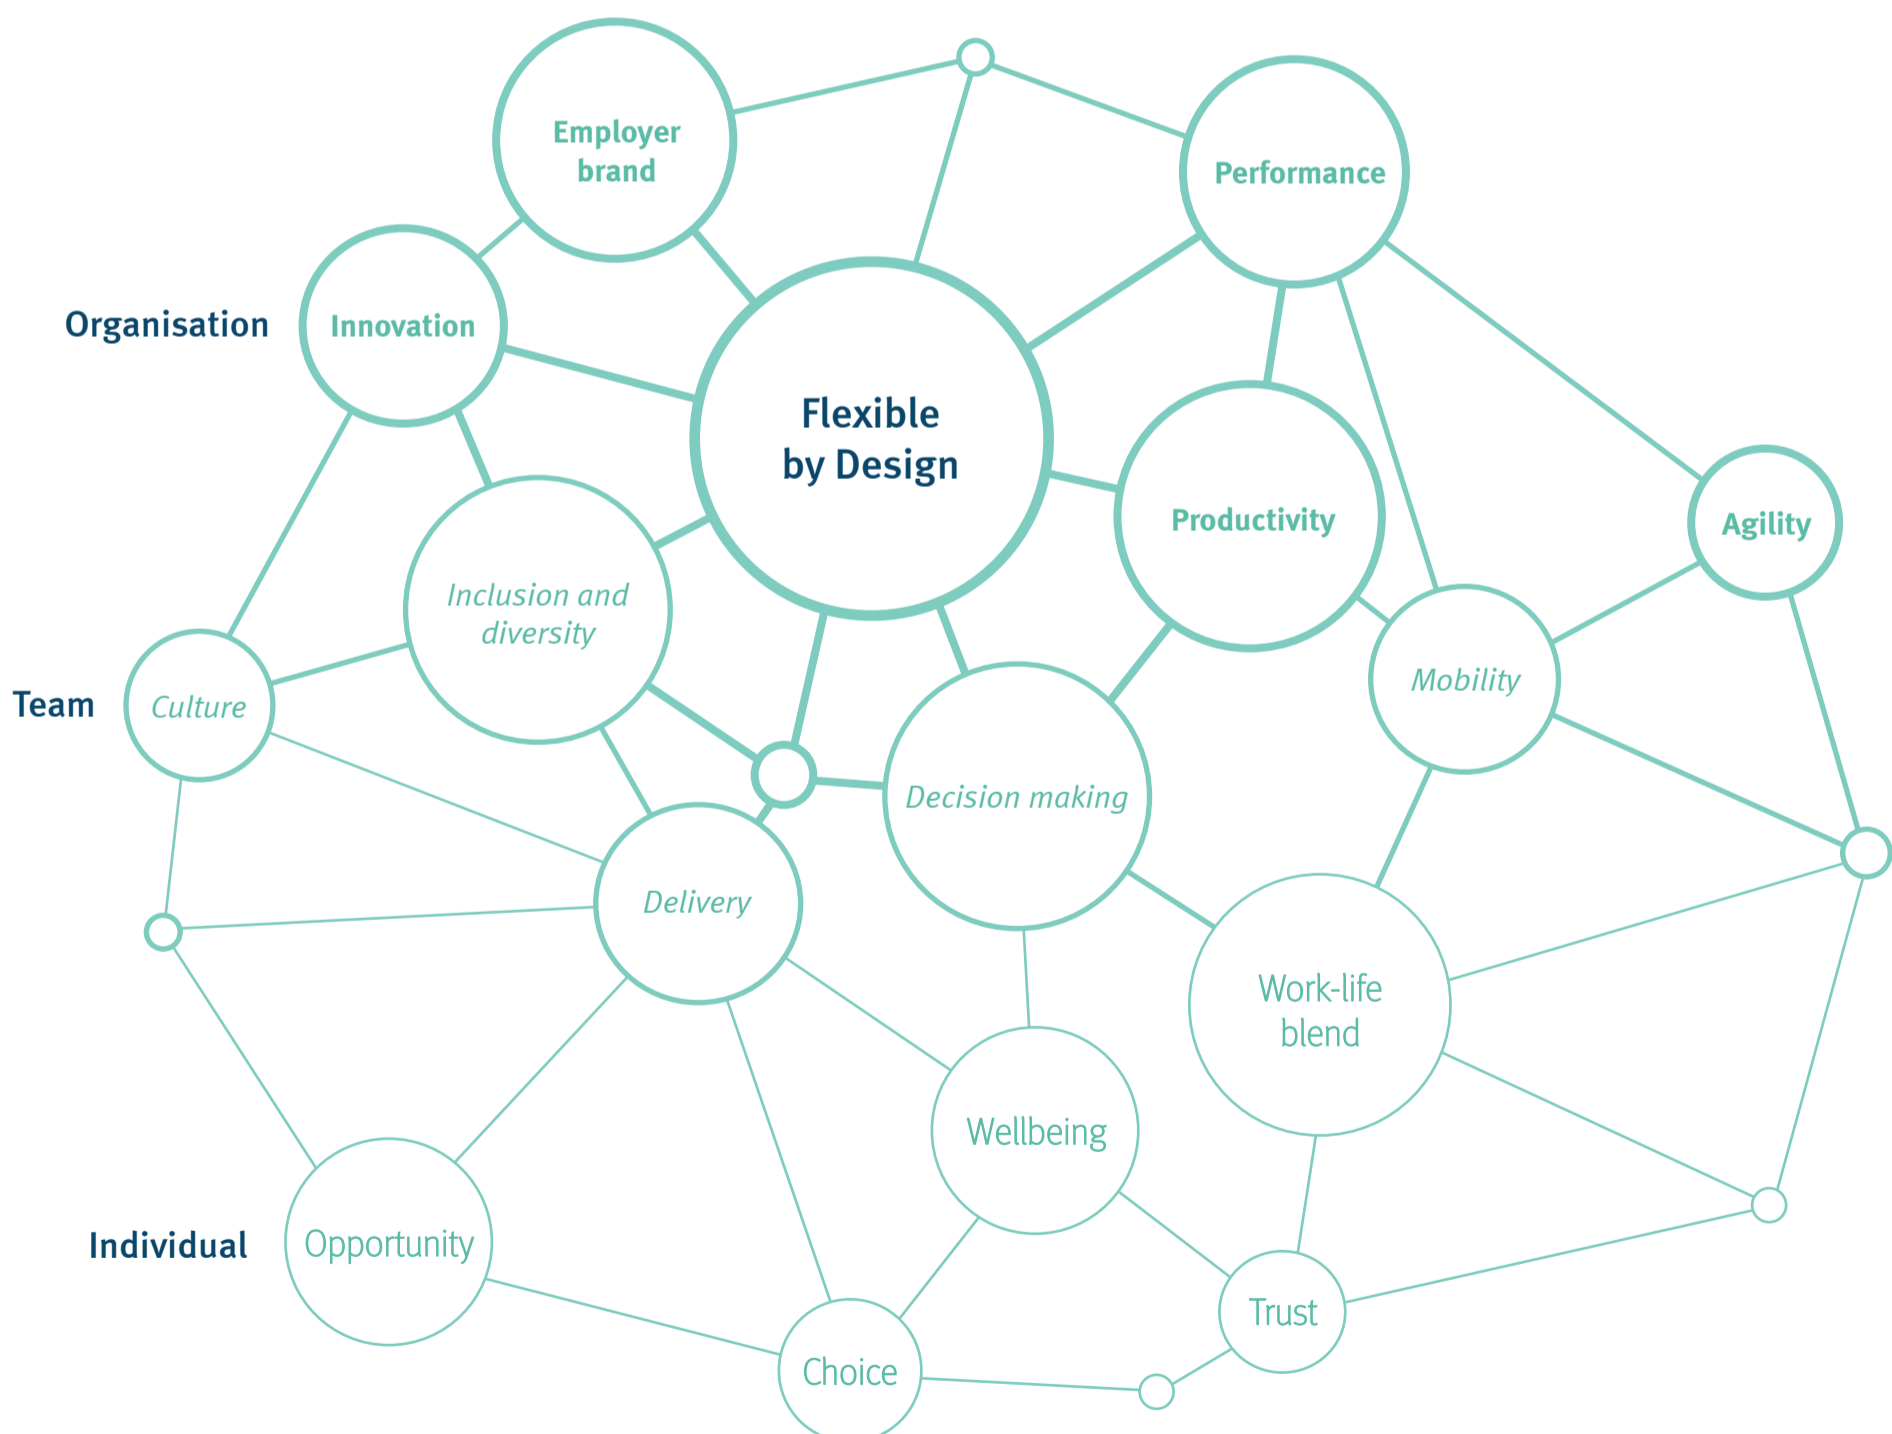 Employer
brand
Performance
Organisation
Innovation
Flexible
by Design
Productivity
Agility
Inclusion and
diversity
Team
Culture
Mobility
Decision making
Delivery
Work-life
blend
Wellbeing
Individual
Opportunity
Trust
Choice